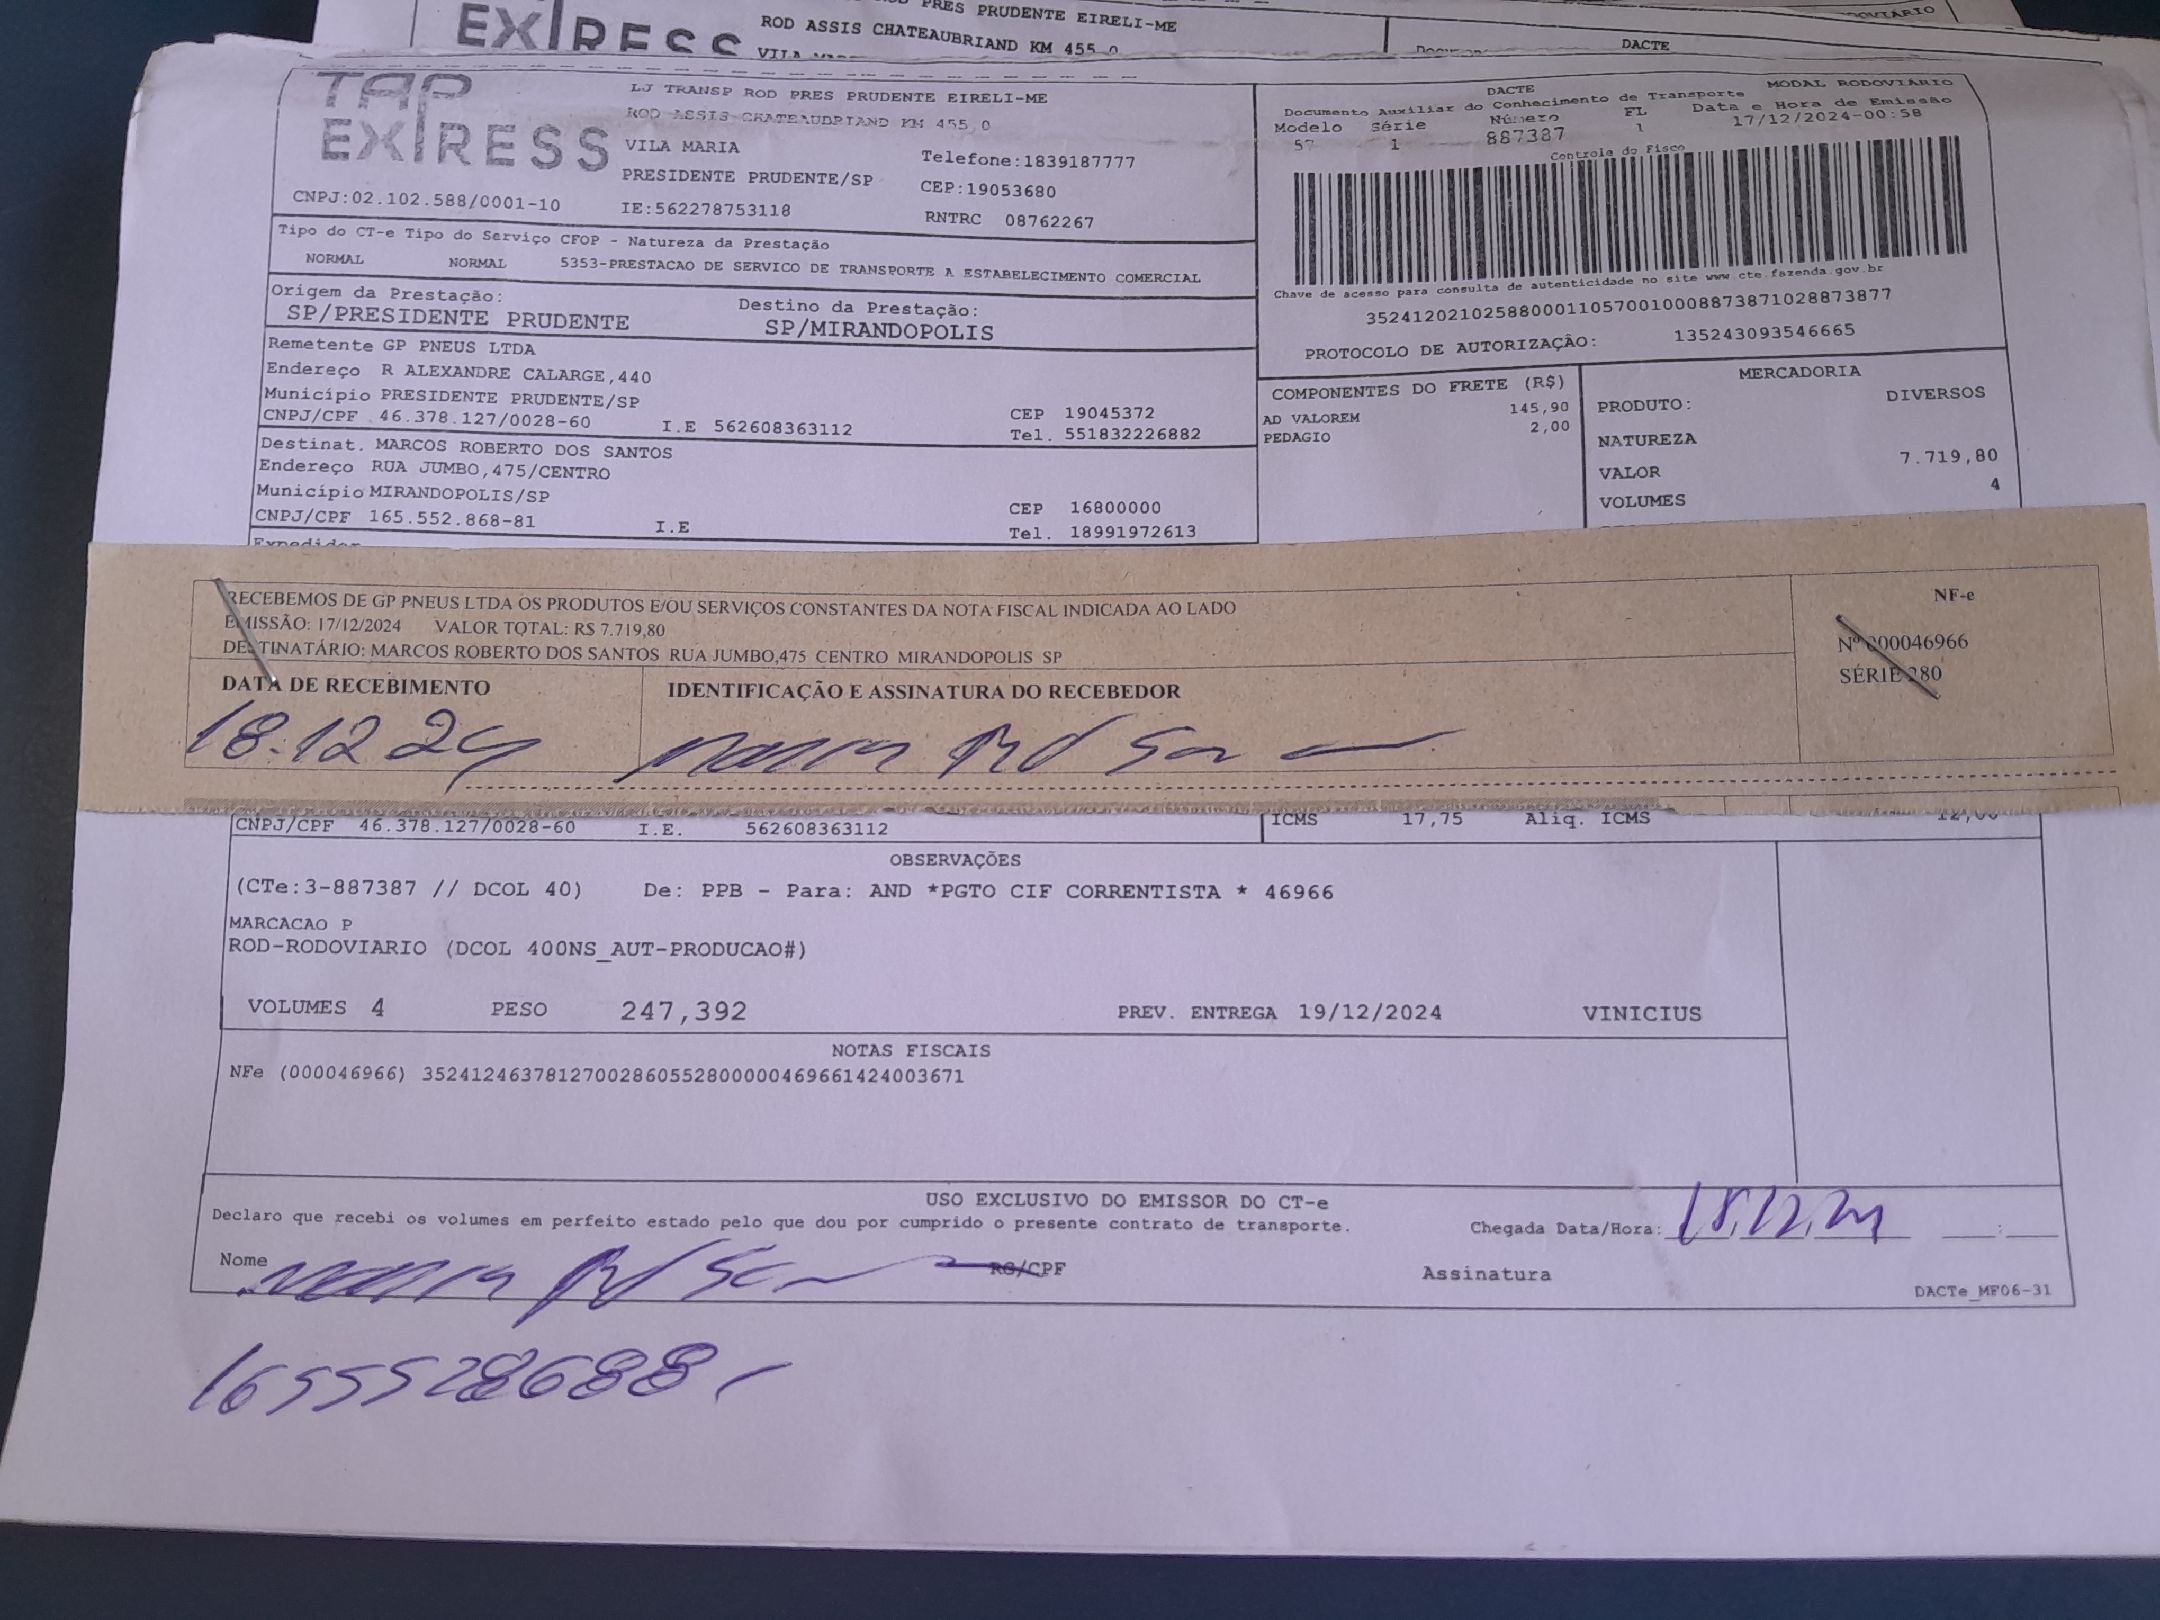 PRES PRUDENTE EIRELI-ME
EXPRESS ROD ASSIS CHATEAUBRIAND KM 455 0
DACTE
TAP EXPRESS
LJ TRANSP ROD PRES PRUDENTE EIRELI-ME
ROD ASSIS CHATEAUBRIAND KM 455,0
VILA MARIA Telefone:1839187777
PRESIDENTE PRUDENTE/SP CEP:19053680
CNPJ:02.102.588/0001-10 IE:562278753118 RNTRC 08762267
DACTE MODAL RODOVIÁRIO
Documento Auxiliar do Conhecimento de Transporte
Modelo Série Número FL Data e Hora de Emissão
57 1 887387 1 17/12/2024-00:58
Controle do Fisco
Chave de acesso para consulta de autenticidade no site www.cte.fazenda.gov.br
35241202102588000110570010008873871028873877
PROTOCOLO DE AUTORIZAÇÃO: 135243093546665
Tipo do CT-e Tipo do Serviço CFOP - Natureza da Prestação
NORMAL NORMAL 5353-PRESTACAO DE SERVICO DE TRANSPORTE A ESTABELECIMENTO COMERCIAL
Origem da Prestação: Destino da Prestação:
SP/PRESIDENTE PRUDENTE SP/MIRANDOPOLIS
Remetente GP PNEUS LTDA
Endereço R ALEXANDRE CALARGE,440
Município PRESIDENTE PRUDENTE/SP CEP 19045372
CNPJ/CPF 46.378.127/0028-60 I.E 562608363112 Tel. 551832226882
Destinat. MARCOS ROBERTO DOS SANTOS
Endereço RUA JUMBO,475/CENTRO
Município MIRANDOPOLIS/SP CEP 16800000
CNPJ/CPF 165.552.868-81 I.E Tel. 18991972613
Expedidor
COMPONENTES DO FRETE (R$)
AD VALOREM 145,90
PEDAGIO 2,00
MERCADORIA
PRODUTO: DIVERSOS
NATUREZA
VALOR 7.719,80
VOLUMES 4
RECEBEMOS DE GP PNEUS LTDA OS PRODUTOS E/OU SERVIÇOS CONSTANTES DA NOTA FISCAL INDICADA AO LADO
EMISSÃO: 17/12/2024 VALOR TOTAL: R$ 7.719,80
DESTINATÁRIO: MARCOS ROBERTO DOS SANTOS RUA JUMBO,475 CENTRO MIRANDOPOLIS SP
NF-e
Nº 000046966
SÉRIE 280
DATA DE RECEBIMENTO IDENTIFICAÇÃO E ASSINATURA DO RECEBEDOR
18.12 24
CNPJ/CPF 46.378.127/0028-60 I.E. 562608363112 ICMS 17,75 Aliq. ICMS 12,00
OBSERVAÇÕES
(CTe:3-887387 // DCOL 40) De: PPB - Para: AND *PGTO CIF CORRENTISTA * 46966
MARCACAO P
ROD-RODOVIARIO (DCOL 400NS_AUT-PRODUCAO#)
VOLUMES 4 PESO 247,392 PREV. ENTREGA 19/12/2024 VINICIUS
NOTAS FISCAIS
NFe (000046966) 35241246378127002860552800000469661424003671
USO EXCLUSIVO DO EMISSOR DO CT-e
Declaro que recebi os volumes em perfeito estado pelo que dou por cumprido o presente contrato de transporte. Chegada Data/Hora: 18,12,24 :
Nome RG/CPF Assinatura
DACTe_MF06-31
1655528688 1